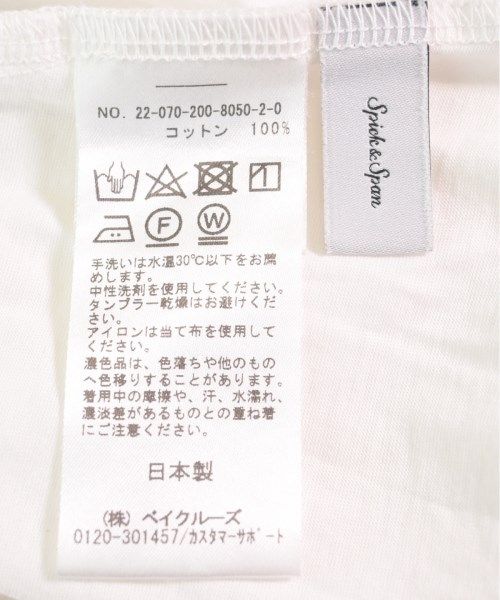 NO. 22-070-200-8050-2-0
コットン 100%
F
W
手洗いは水温30℃以下をお薦
めします。
中性洗剤を使用してください。
タンブラー乾燥はお避けくださ
い。
アイロンは当て布を使用して
ください。
濃色品は、色落ちや他のもの
へ色移りすることがあります。
着用中の摩擦や、汗、水濡れ、
濃淡差があるものとの重ね着
にご注意ください。
日本製
(株) ベイクルーズ
0120-301457/カスタマーサポート
Spick&Span